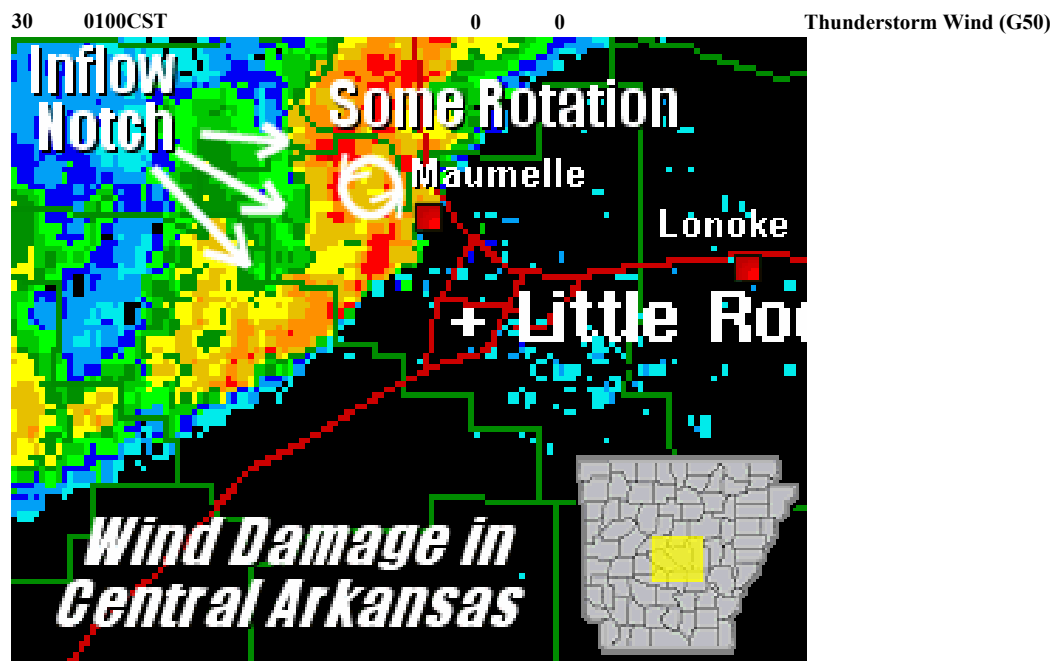 30 0100CST 0 0 Thunderstorm Wind (G50)
Inflow
Notch
Some Rotation
Maumelle
Lonoke
+ Little Ro
Wind Damage in
Central Arkansas